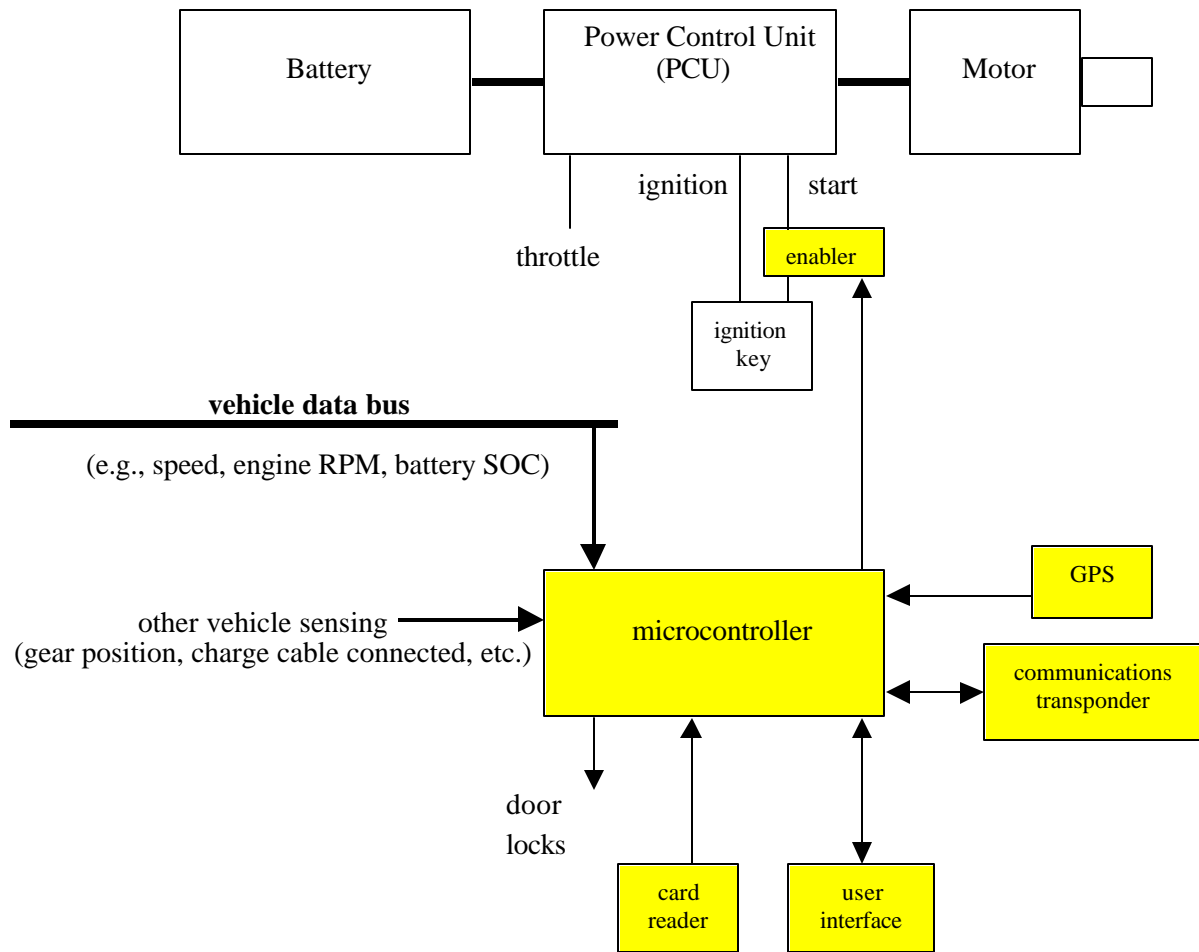 Battery
Power Control Unit
(PCU)
Motor
ignition
start
throttle
enabler
ignition
key
vehicle data bus
(e.g., speed, engine RPM, battery SOC)
GPS
other vehicle sensing
(gear position, charge cable connected, etc.)
microcontroller
communications
transponder
door
locks
card
reader
user
interface